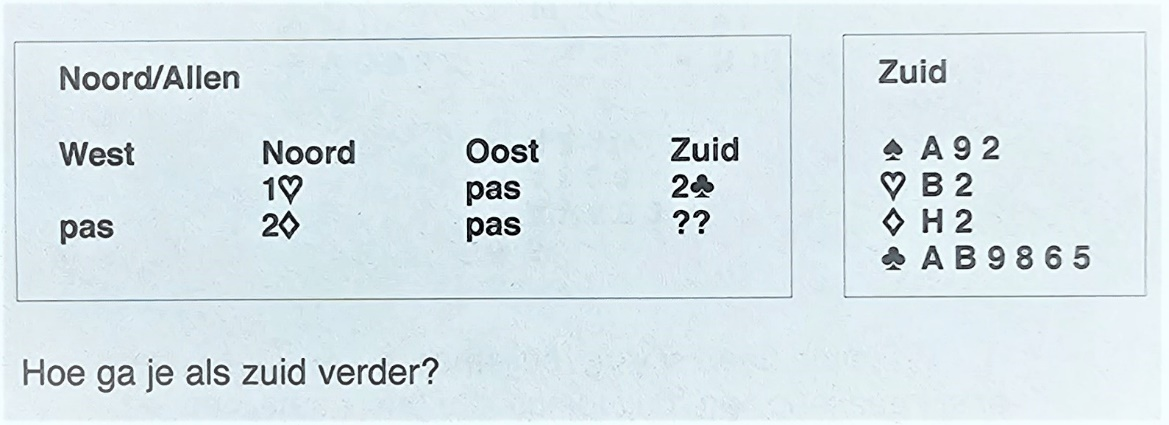 Noord/Allen
West Noord Oost Zuid
1♡ pas 2♣
pas 2♢ pas ??
Zuid
♠ A 9 2
♡ B 2
♢ H 2
♣ A B 9 8 6 5
Hoe ga je als zuid verder?